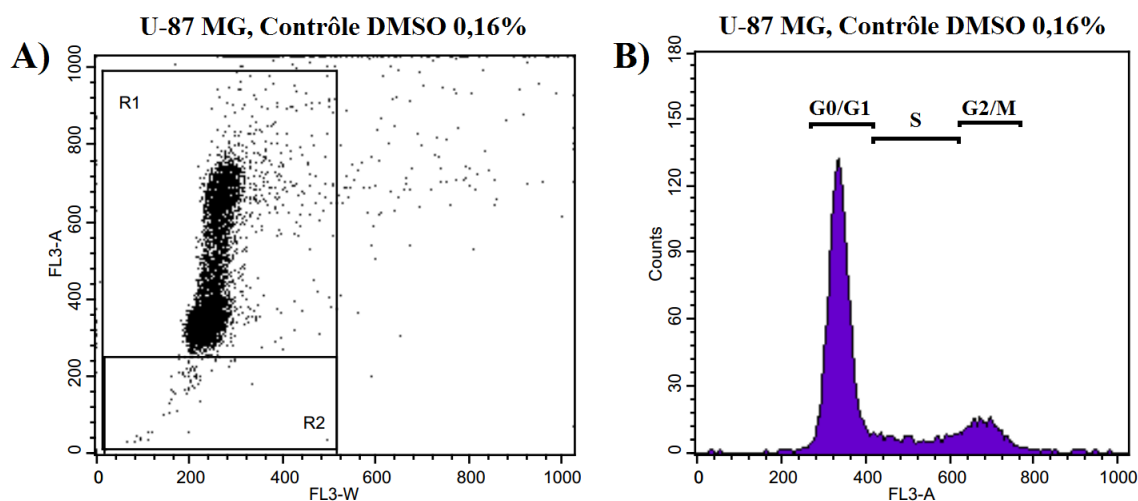 A)
U-87 MG, Contrôle DMSO 0,16%
1000
800
600
400
200
0
FL3-A
R1
R2
0
200
400
600
800
1000
FL3-W
B)
U-87 MG, Contrôle DMSO 0,16%
180
150
120
90
60
30
0
Counts
G0/G1
S
G2/M
0
200
400
600
800
1000
FL3-A